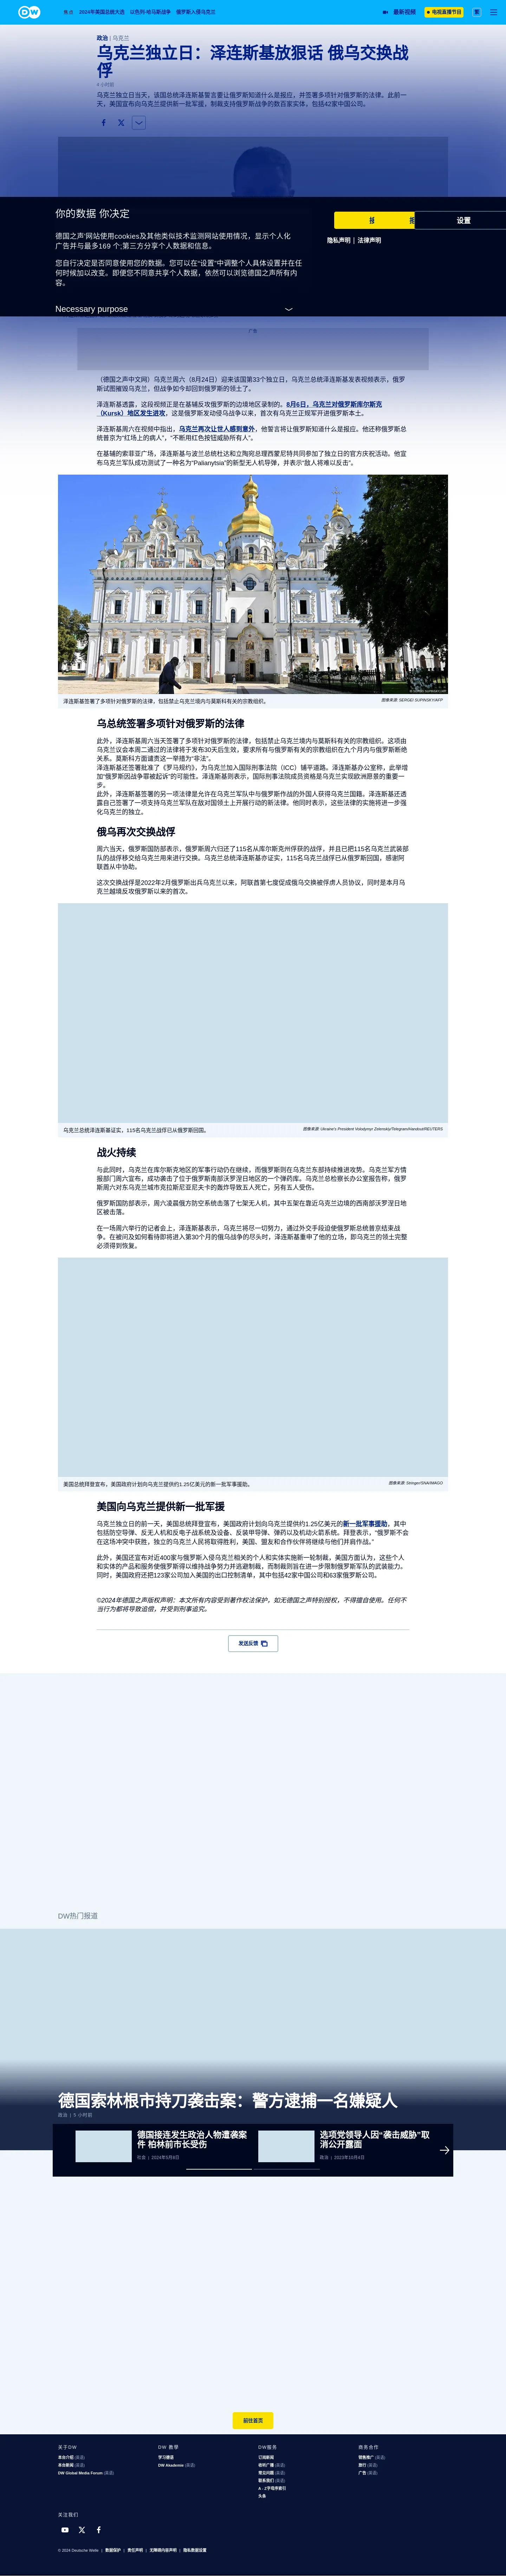 DW
焦点
2024年美国总统大选
以色列-哈马斯战争
俄罗斯入侵乌克兰
最新视频
电视直播节目
繁
政治 | 乌克兰
乌克兰独立日：泽连斯基放狠话 俄乌交换战
俘
4 小时前
乌克兰独立日当天，该国总统泽连斯基誓言要让俄罗斯知道什么是报应，并签署多项针对俄罗斯的法律。此前一
天，美国宣布向乌克兰提供新一轮军援，制裁支持俄罗斯战争的数百家实体，包括42家中国公司。
你的数据 你决定
德国之声'网站使用cookies及其他类似技术监测网站使用情况，显示个人化
广告并与最多169 个;第三方分享个人数据和信息。
您自行决定是否同意使用您的数据。您可以在“设置”中调整个人具体设置并在任
何时候加以改变。即便您不同意共享个人数据，依然可以浏览德国之声所有内
容。
Necessary purpose
设置
隐私声明 | 法律声明
广告
（德国之声中文网）乌克兰周六（8月24日）迎来该国第33个独立日，乌克兰总统泽连斯基发表视频表示，俄罗
斯试图摧毁乌克兰，但战争如今却回到俄罗斯的领土了。
泽连斯基透露，这段视频正是在基辅反攻俄罗斯的边境地区录制的。8月6日，乌克兰对俄罗斯库尔斯克
（Kursk）地区发生进攻，这是俄罗斯发动侵乌战争以来，首次有乌克兰正规军开进俄罗斯本土。
泽连斯基周六在视频中指出，乌克兰再次让世人感到意外，他誓言将让俄罗斯知道什么是报应。他还称俄罗斯总
统普京为“红场上的病人”，“不断用红色按钮威胁所有人”。
在基辅的索菲亚广场，泽连斯基与波兰总统杜达和立陶宛总理西蒙尼特共同参加了独立日的官方庆祝活动。他宣
布乌克兰军队成功测试了一种名为“Palianytsia”的新型无人机导弹，并表示“敌人将难以反击”。
泽连斯基签署了多项针对俄罗斯的法律，包括禁止乌克兰境内与莫斯科有关的宗教组织。
图像来源: SERGEI SUPINSKY/AFP
乌总统签署多项针对俄罗斯的法律
此外，泽连斯基周六当天签署了多项针对俄罗斯的法律，包括禁止乌克兰境内与莫斯科有关的宗教组织。这项由
乌克兰议会本周二通过的法律将于发布30天后生效，要求所有与俄罗斯有关的宗教组织在九个月内与俄罗斯断绝
关系。莫斯科方面谴责这一举措为“非法”。
泽连斯基还签署批准了《罗马规约》，为乌克兰加入国际刑事法院（ICC）铺平道路。泽连斯基办公室称，此举增
加“俄罗斯因战争罪被起诉”的可能性。泽连斯基则表示，国际刑事法院成员资格是乌克兰实现欧洲愿景的重要一
步。
此外，泽连斯基签署的另一项法律是允许在乌克兰军队中与俄罗斯作战的外国人获得乌克兰国籍。泽连斯基还透
露自己签署了一项支持乌克兰军队在敌对国领土上开展行动的新法律。他同时表示，这些法律的实施将进一步强
化乌克兰的独立。
俄乌再次交换战俘
周六当天，俄罗斯国防部表示，俄罗斯周六归还了115名从库尔斯克州俘获的战俘，并且已把115名乌克兰武装部
队的战俘移交给乌克兰用来进行交换。乌克兰总统泽连斯基亦证实，115名乌克兰战俘已从俄罗斯回国，感谢阿
联酋从中协助。
这次交换战俘是2022年2月俄罗斯出兵乌克兰以来，阿联酋第七度促成俄乌交换被俘虏人员协议，同时是本月乌
克兰越境反攻俄罗斯以来的首次。
乌克兰总统泽连斯基证实，115名乌克兰战俘已从俄罗斯回国。
图像来源: Ukraine's President Volodymyr Zelenskiy/Telegram/Handout/REUTERS
战火持续
与此同时，乌克兰在库尔斯克地区的军事行动仍在继续，而俄罗斯则在乌克兰东部持续推进攻势。乌克兰军方情
报部门周六宣布，成功袭击了位于俄罗斯南部沃罗涅日地区的一个弹药库。乌克兰总检察长办公室报告称，俄罗
斯周六对东乌克兰城市克拉斯尼亚尼夫卡的轰炸导致五人死亡，另有五人受伤。
俄罗斯国防部表示，周六凌晨俄方防空系统击落了七架无人机，其中五架在靠近乌克兰边境的西南部沃罗涅日地
区被击落。
在一场周六举行的记者会上，泽连斯基表示，乌克兰将尽一切努力，通过外交手段迫使俄罗斯总统普京结束战
争。在被问及如何看待即将进入第30个月的俄乌战争的尽头时，泽连斯基重申了他的立场，即乌克兰的领土完整
必须得到恢复。
美国总统拜登宣布，美国政府计划向乌克兰提供约1.25亿美元的新一批军事援助。
图像来源: Stringer/SNA/IMAGO
美国向乌克兰提供新一批军援
乌克兰独立日的前一天，美国总统拜登宣布，美国政府计划向乌克兰提供约1.25亿美元的新一批军事援助，其中
包括防空导弹、反无人机和反电子战系统及设备、反装甲导弹、弹药以及机动火箭系统。拜登表示，“俄罗斯不会
在这场冲突中获胜，独立的乌克兰人民将取得胜利，美国、盟友和合作伙伴将继续与他们并肩作战。”
此外，美国还宣布对近400家与俄罗斯入侵乌克兰相关的个人和实体实施新一轮制裁，美国方面认为，这些个人
和实体的产品和服务使俄罗斯得以维持战争努力并逃避制裁，而制裁则旨在进一步限制俄罗斯军队的武装能力。
同时，美国政府还把123家公司加入美国的出口控制清单，其中包括42家中国公司和63家俄罗斯公司。
©2024年德国之声版权声明：本文所有内容受到著作权法保护，如无德国之声特别授权，不得擅自使用。任何不
当行为都将导致追偿，并受到刑事追究。
发送反馈
DW热门报道
德国索林根市持刀袭击案：警方逮捕一名嫌疑人
政治 | 5 小时前
德国接连发生政治人物遭袭案
件 柏林前市长受伤
社会 | 2024年5月8日
选项党领导人因“袭击威胁”取
消公开露面
政治 | 2023年10月4日
前往首页
关于DW
本台介绍 (英语)
本台新闻 (英语)
DW Global Media Forum (英语)
DW 教學
学习德语
DW Akademie (英语)
DW服务
订阅新闻
收听广播 (英语)
常见问题 (英语)
联系我们 (英语)
A - Z字母序索引
头条
商务合作
销售推广 (英语)
旅行 (英语)
广告 (英语)
关注我们
© 2024 Deutsche Welle | 数据保护 | 责任声明 | 无障碍内容声明 | 隐私数据设置